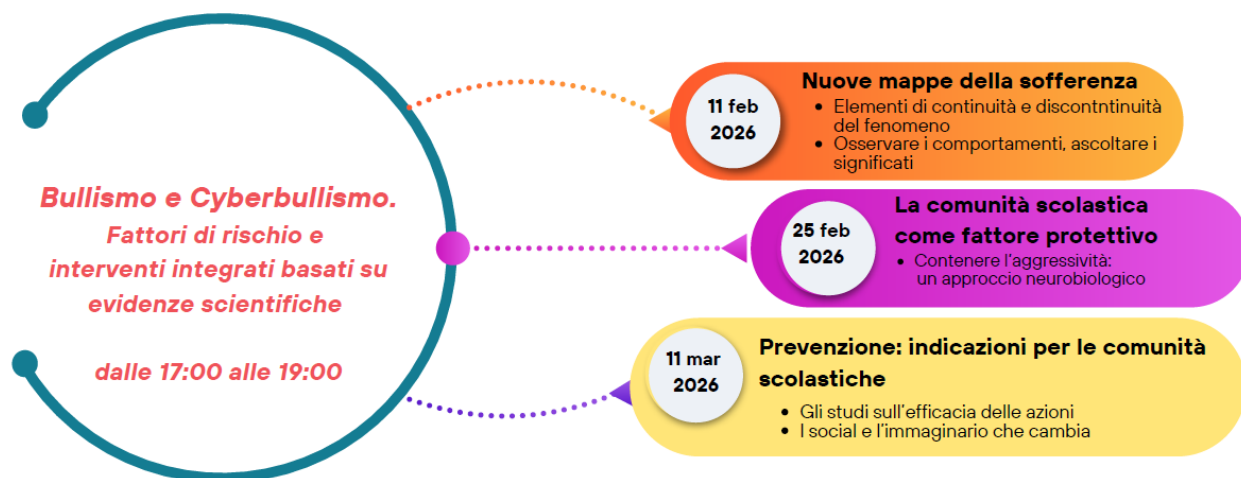 Bullismo e Cyberbullismo.
Fattori di rischio e
interventi integrati basati su
evidenze scientifiche
dalle 17:00 alle 19:00
11 feb
2026
Nuove mappe della sofferenza
• Elementi di continuità e discontntinuità
del fenomeno
• Osservare i comportamenti, ascoltare i
significati
25 feb
2026
La comunità scolastica
come fattore protettivo
• Contenere l'aggressività:
un approccio neurobiologico
11 mar
2026
Prevenzione: indicazioni per le comunità
scolastiche
• Gli studi sull'efficacia delle azioni
• I social e l'immaginario che cambia